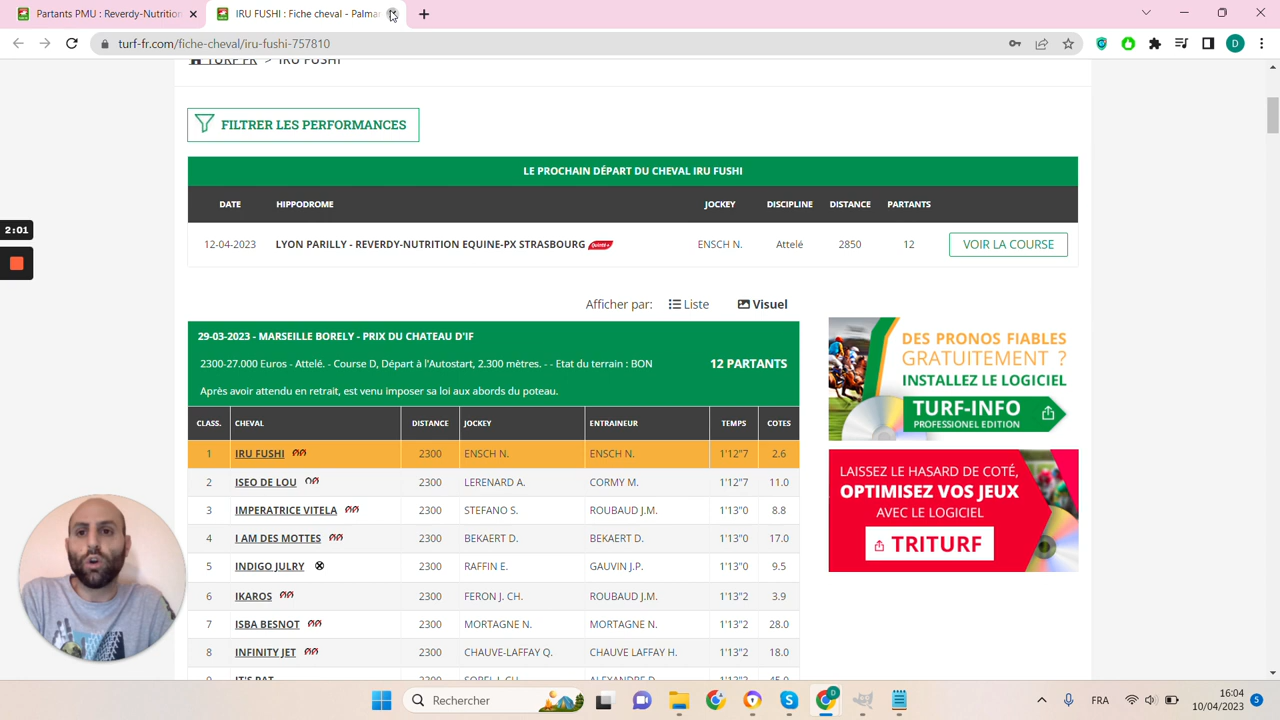 Partants PMU : Reverdy-Nutrition
IRU FUSHI : Fiche cheval - Palmar
turf-fr.com/fiche-cheval/iru-fushi-757810
D
TURF FR > IRU FUSHI
FILTRER LES PERFORMANCES
LE PROCHAIN DÉPART DU CHEVAL IRU FUSHI
DATE HIPPODROME JOCKEY DISCIPLINE DISTANCE PARTANTS
12-04-2023 LYON PARILLY - REVERDY-NUTRITION EQUINE-PX STRASBOURG Quinté+ ENSCH N. Attelé 2850 12 VOIR LA COURSE
2:01
Afficher par: Liste Visuel
29-03-2023 - MARSEILLE BORELY - PRIX DU CHATEAU D'IF
2300-27.000 Euros - Attelé. - Course D, Départ à l'Autostart, 2.300 mètres. - - Etat du terrain : BON
12 PARTANTS
Après avoir attendu en retrait, est venu imposer sa loi aux abords du poteau.
CLASS. CHEVAL DISTANCE JOCKEY ENTRAINEUR TEMPS COTES
1 IRU FUSHI 2300 ENSCH N. ENSCH N. 1'12"7 2.6
2 ISEO DE LOU 2300 LERENARD A. CORMY M. 1'12"7 11.0
3 IMPERATRICE VITELA 2300 STEFANO S. ROUBAUD J.M. 1'13"0 8.8
4 I AM DES MOTTES 2300 BEKAERT D. BEKAERT D. 1'13"0 17.0
5 INDIGO JULRY 2300 RAFFIN E. GAUVIN J.P. 1'13"0 9.5
6 IKAROS 2300 FERON J. CH. ROUBAUD J.M. 1'13"2 3.9
7 ISBA BESNOT 2300 MORTAGNE N. MORTAGNE N. 1'13"2 28.0
8 INFINITY JET 2300 CHAUVE-LAFFAY Q. CHAUVE LAFFAY H. 1'13"2 18.0
DES PRONOS FIABLES
GRATUITEMENT ?
INSTALLEZ LE LOGICIEL
TURF-INFO
PROFESSIONEL EDITION
LAISSEZ LE HASARD DE COTÉ,
OPTIMISEZ VOS JEUX
AVEC LE LOGICIEL
TRITURF
Rechercher
D
FRA
16:04
10/04/2023
5